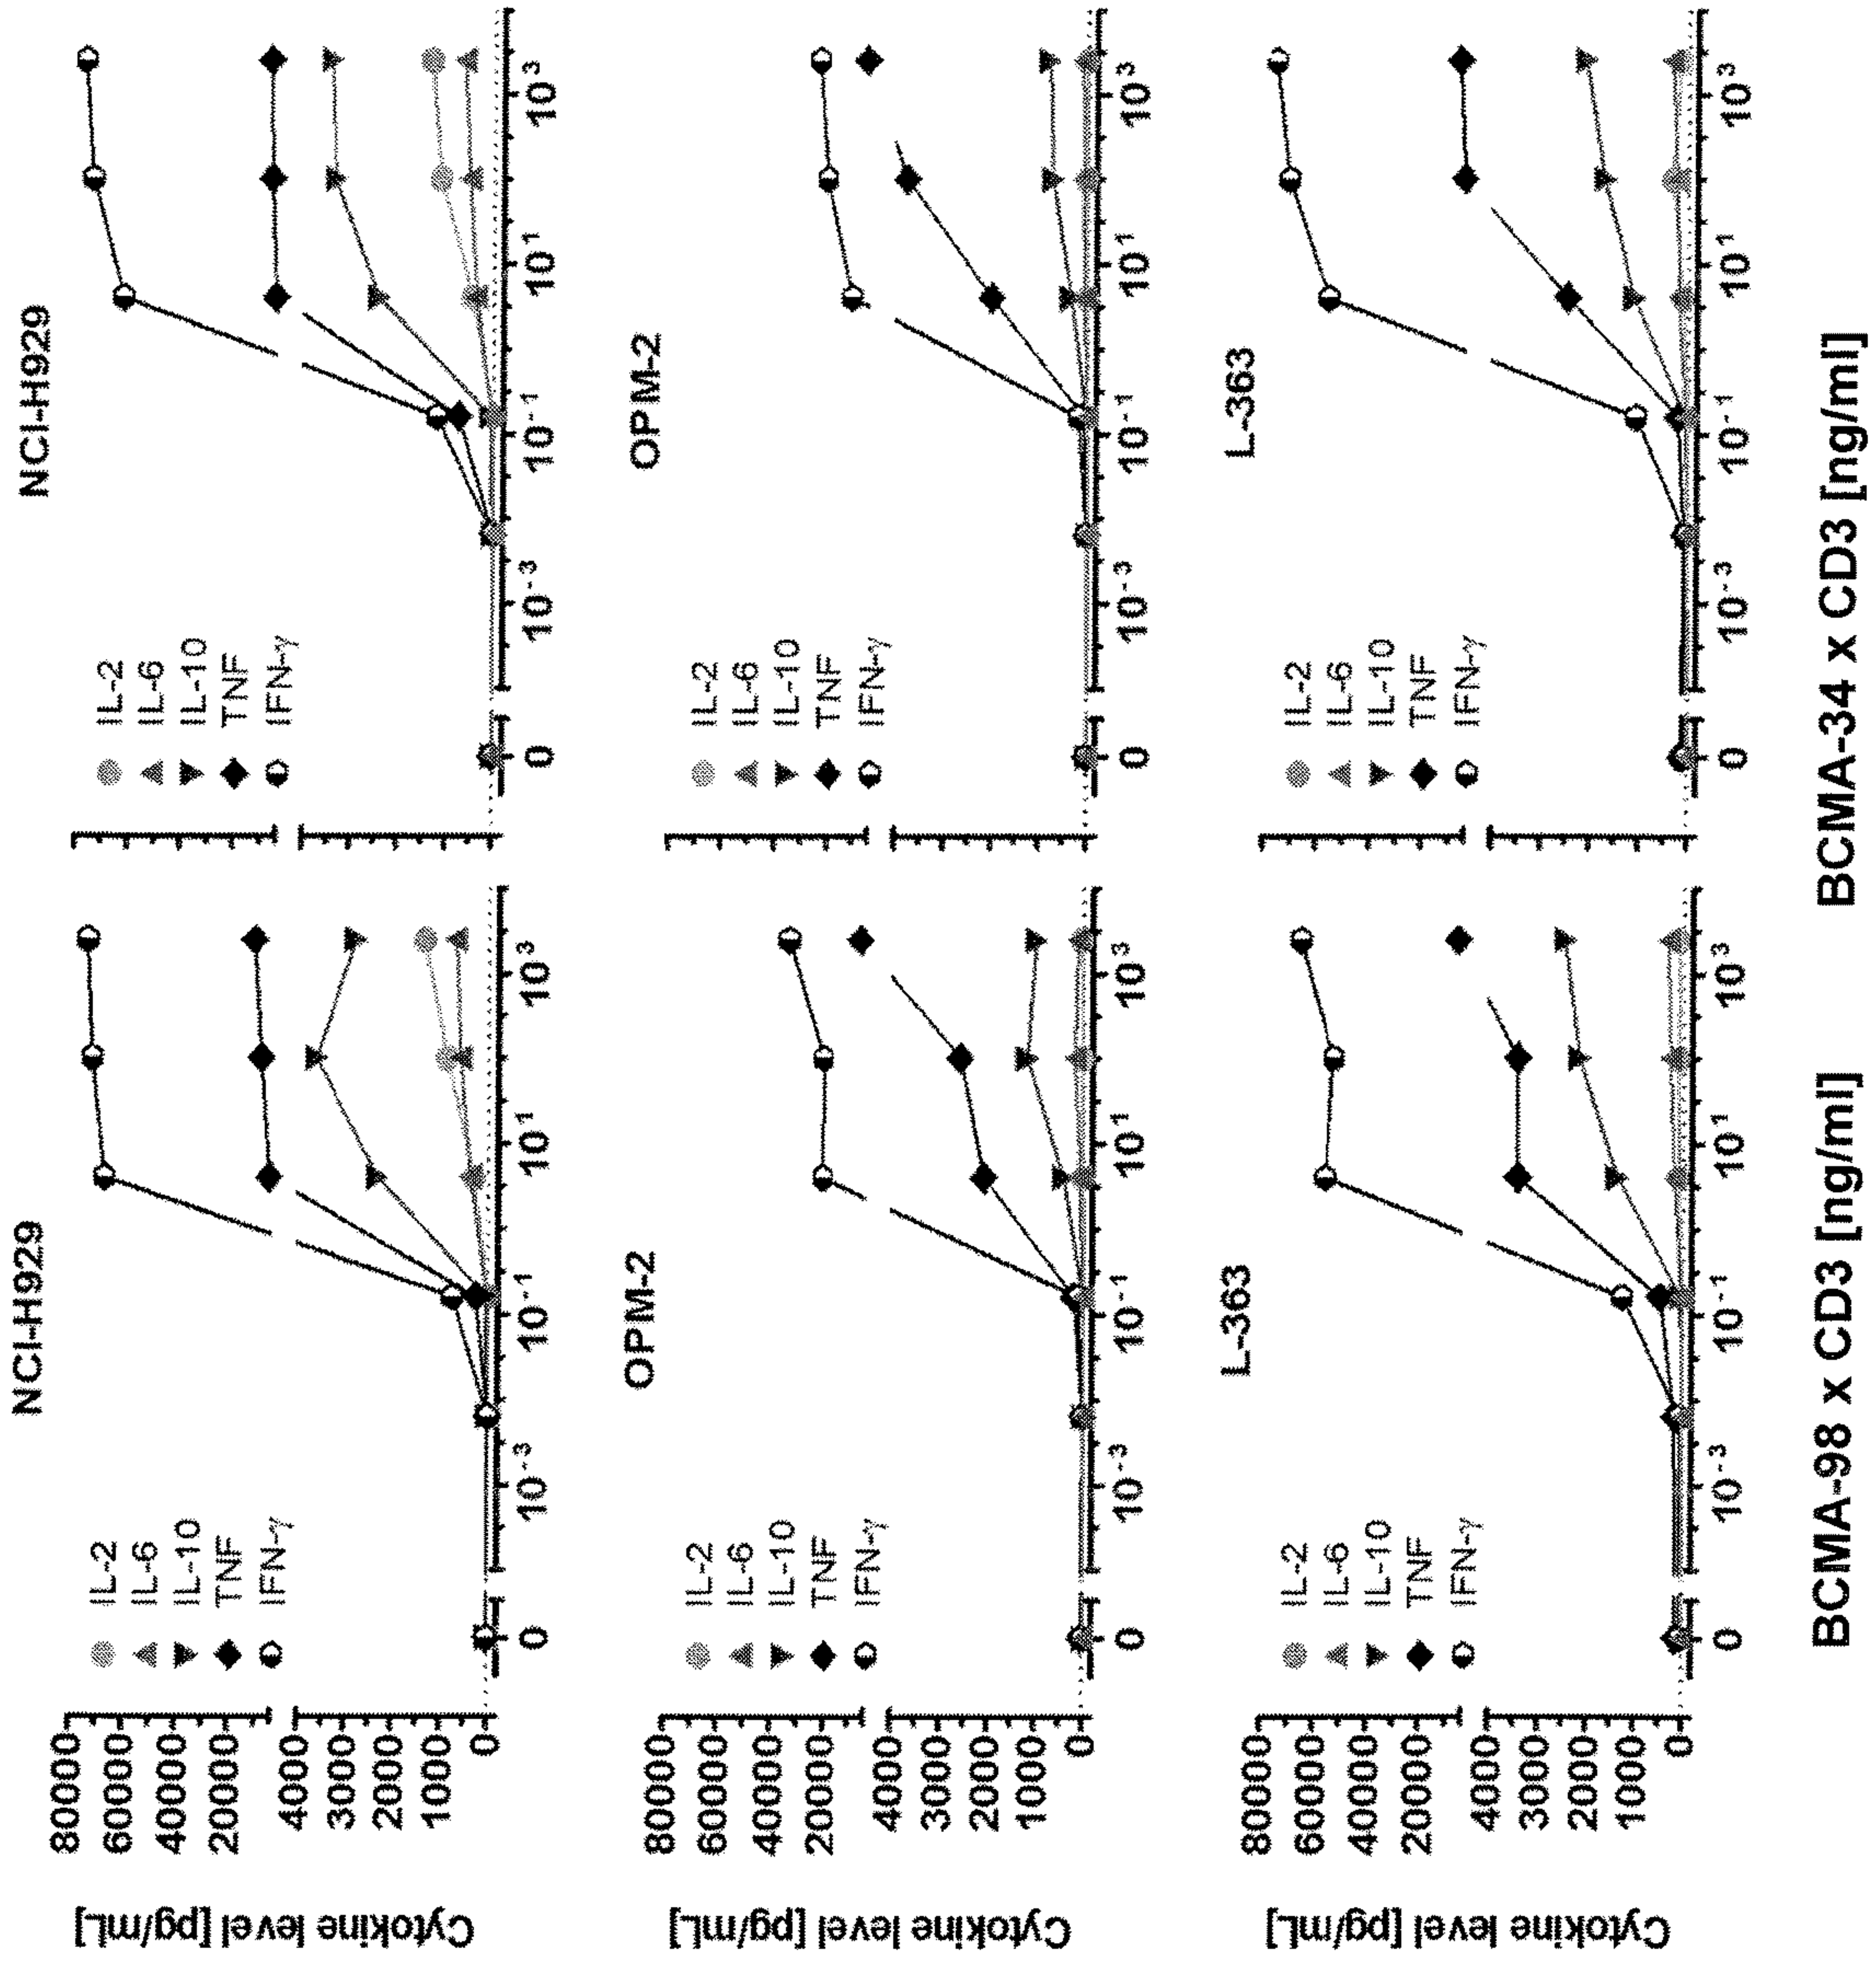 NCI-H929
NCI-H929
Cytokine level [pg/mL]
80000
60000
40000
20000
4000
3000
2000
1000
0
IL-2
IL-6
IL-10
TNF
IFN-γ
0
10-3
10-1
101
103
IL-2
IL-6
IL-10
TNF
IFN-γ
0
10-3
10-1
101
103
OPM-2
OPM-2
Cytokine level [pg/mL]
80000
60000
40000
20000
4000
3000
2000
1000
0
IL-2
IL-6
IL-10
TNF
IFN-γ
0
10-3
10-1
101
103
IL-2
IL-6
IL-10
TNF
IFN-γ
0
10-3
10-1
101
103
L-363
L-363
Cytokine level [pg/mL]
80000
60000
40000
20000
4000
3000
2000
1000
0
IL-2
IL-6
IL-10
TNF
IFN-γ
0
10-3
10-1
101
103
IL-2
IL-6
IL-10
TNF
IFN-γ
0
10-3
10-1
101
103
BCMA-98 x CD3 [ng/ml]
BCMA-34 x CD3 [ng/ml]